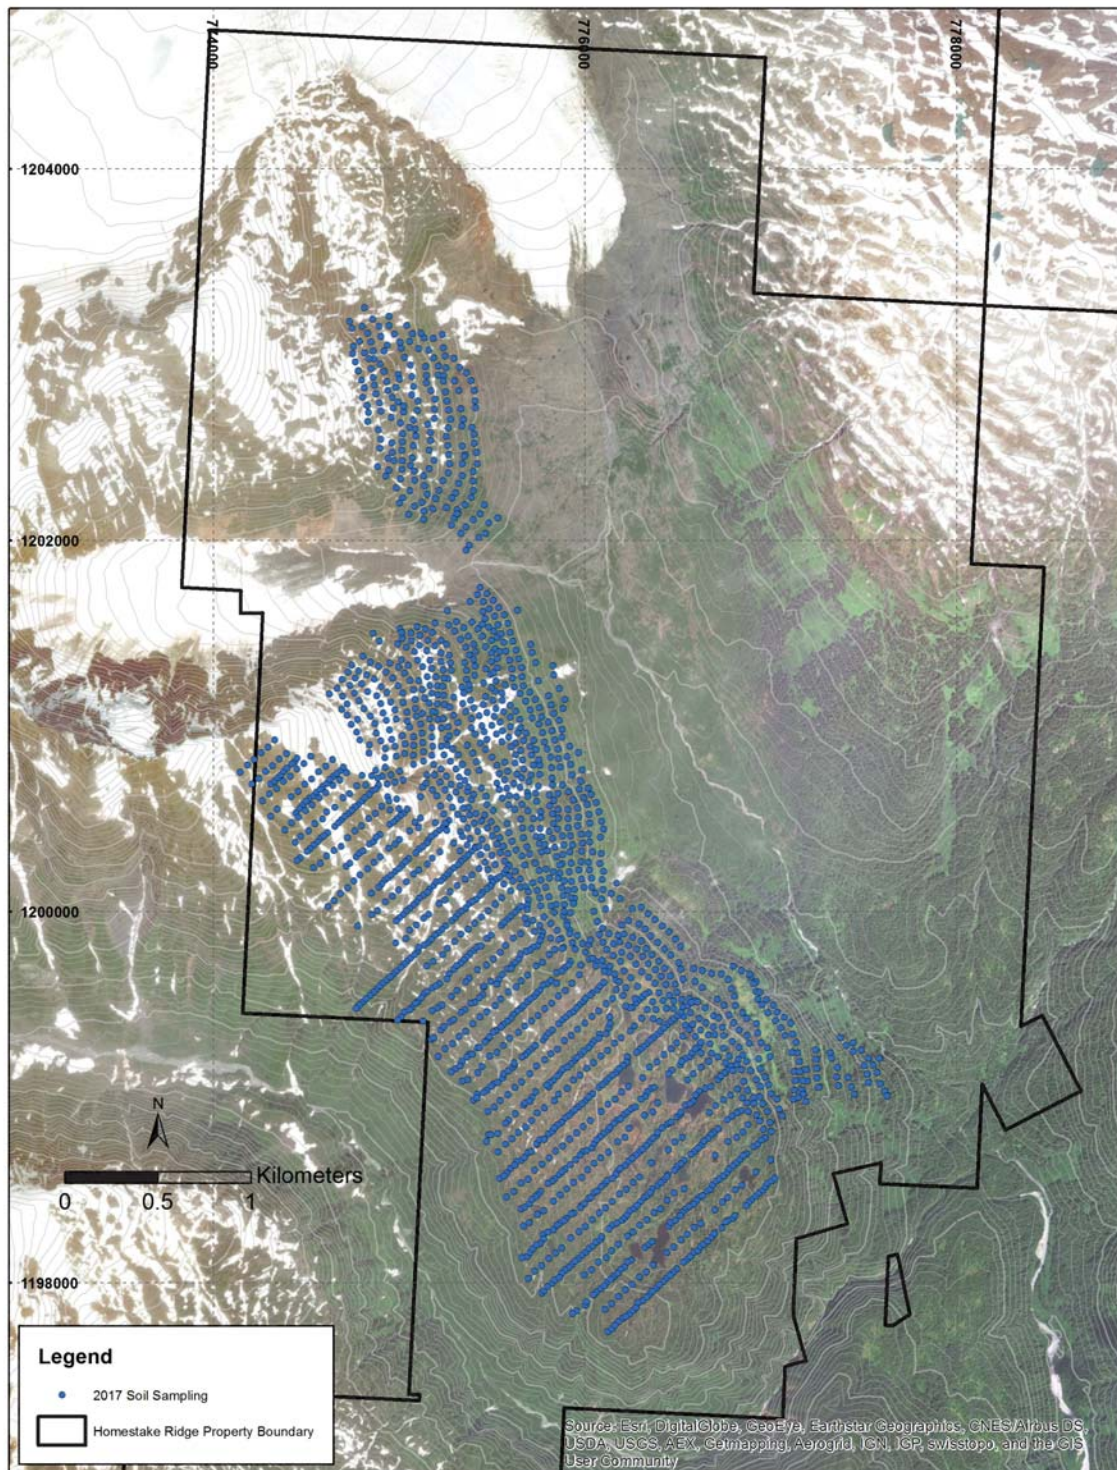 774000
776000
778000
1204000
1202000
1200000
N
Kilometers
0 0.5 1
1198000
Legend
2017 Soil Sampling
Homestake Ridge Property Boundary
Source: Esri, DigitalGlobe, GeoEye, Earthstar Geographics, CNES/Airbus DS,
USDA, USGS, AEX, Getmapping, Aerogrid, IGN, IGP, swisstopo, and the GIS
User Community